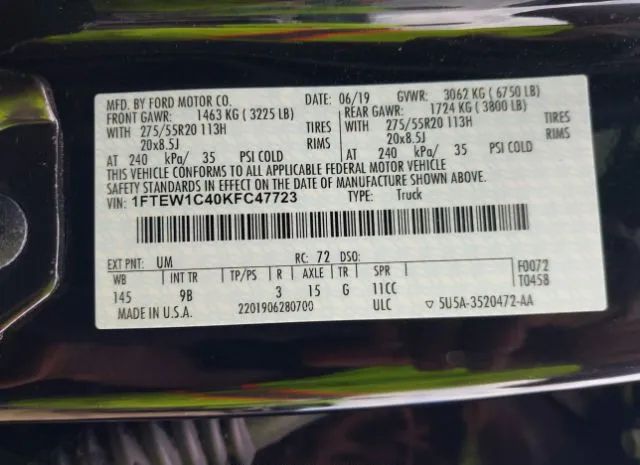 MFD. BY FORD MOTOR CO. DATE: 06/19 GVWR: 3062 KG ( 6750 LB)
FRONT GAWR: 1463 KG ( 3225 LB) REAR GAWR: 1724 KG ( 3800 LB)
WITH 275/55R20 113H TIRES WITH 275/55R20 113H TIRES
20x8.5J RIMS 20x8.5J RIMS
AT 240 kPa/ 35 PSI COLD AT 240 kPa/ 35 PSI COLD
THIS VEHICLE CONFORMS TO ALL APPLICABLE FEDERAL MOTOR VEHICLE
SAFETY STANDARDS IN EFFECT ON THE DATE OF MANUFACTURE SHOWN ABOVE.
VIN: 1FTEW1C40KFC47723 TYPE: Truck
EXT PNT: UM RC: 72 DSO:
WB INT TR TP/PS R AXLE TR SPR F0072
145 9B 3 15 G 11CC T0458
MADE IN U.S.A. 2201906280700 ULC ▽ 5U5A-3520472-AA